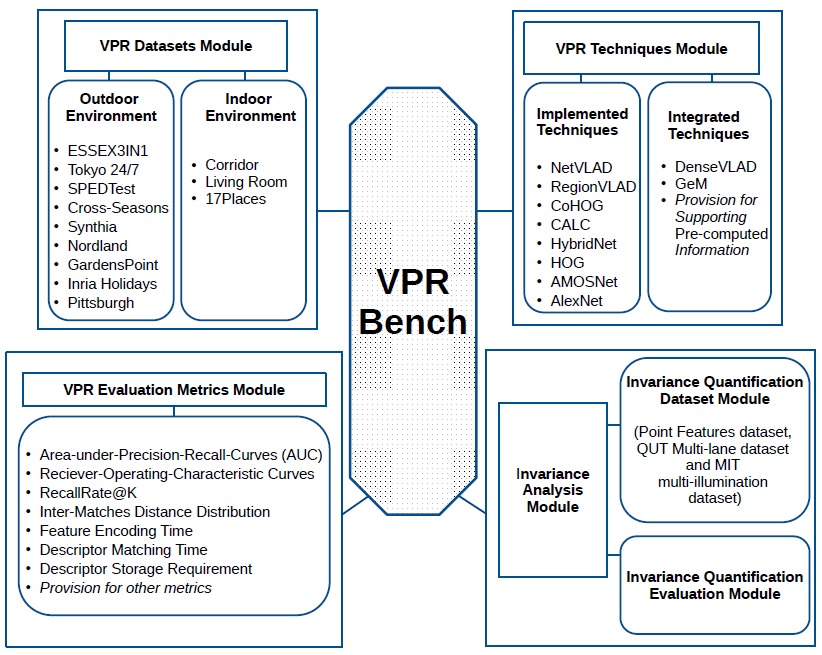 VPR Datasets Module
Outdoor
Environment
• ESSEX3IN1
• Tokyo 24/7
• SPEDTest
• Cross-Seasons
• Synthia
• Nordland
• GardensPoint
• Inria Holidays
• Pittsburgh
Indoor
Environment
• Corridor
• Living Room
• 17Places
VPR Techniques Module
Implemented
Techniques
• NetVLAD
• RegionVLAD
• CoHOG
• CALC
• HybridNet
• HOG
• AMOSNet
• AlexNet
Integrated
Techniques
• DenseVLAD
• GeM
• Provision for
Supporting
Pre-computed
Information
VPR
Bench
VPR Evaluation Metrics Module
• Area-under-Precision-Recall-Curves (AUC)
• Reciever-Operating-Characteristic Curves
• RecallRate@K
• Inter-Matches Distance Distribution
• Feature Encoding Time
• Descriptor Matching Time
• Descriptor Storage Requirement
• Provision for other metrics
Invariance
Analysis
Module
Invariance Quantification
Dataset Module
(Point Features dataset,
QUT Multi-lane dataset
and MIT
multi-illumination
dataset)
Invariance Quantification
Evaluation Module